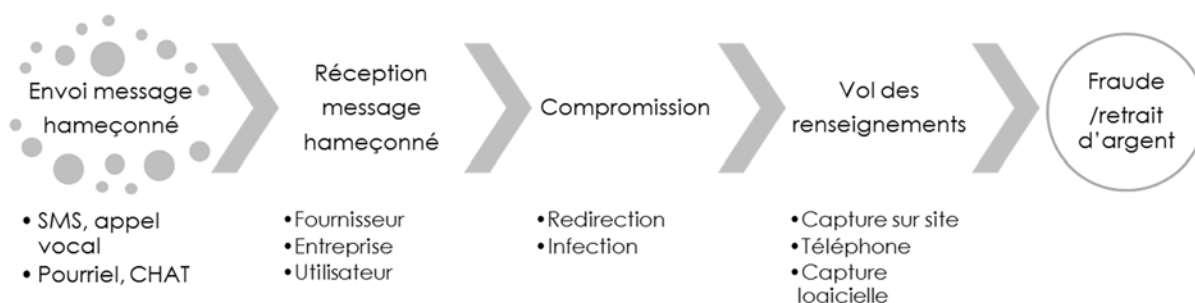 Envoi message
hameçonné
Réception
message
hameçonné
Compromission
Vol des
renseignements
Fraude
/retrait
d'argent
• SMS, appel
vocal
• Pourriel, CHAT
•Fournisseur
•Entreprise
•Utilisateur
•Redirection
•Infection
•Capture sur site
•Téléphone
•Capture
logicielle